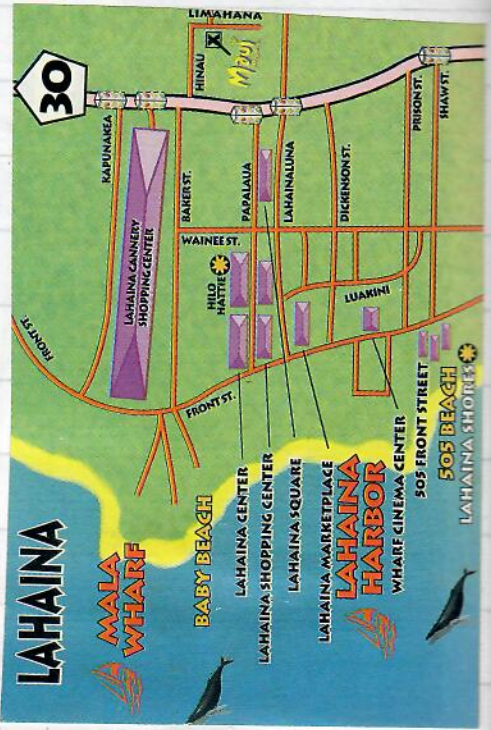 LAHAINA
30
LIMAHANA
HINAU
Maui
KAPUNAKEA
LAHAINA CANNERY
SHOPPING CENTER
BAKER ST.
PAPALAUA
LAHAINALUNA
DICKENSON ST.
PRISON ST.
SHAW ST.
WAINEE ST.
HILO
HATTIE
LUAKINI
FRONT ST.
FRONT ST.
MALA
WHARF
BABY BEACH
LAHAINA CENTER
LAHAINA SHOPPING CENTER
LAHAINA SQUARE
LAHAINA MARKETPLACE
LAHAINA
HARBOR
WHARF CINEMA CENTER
505 FRONT STREET
505 BEACH
LAHAINA SHORES